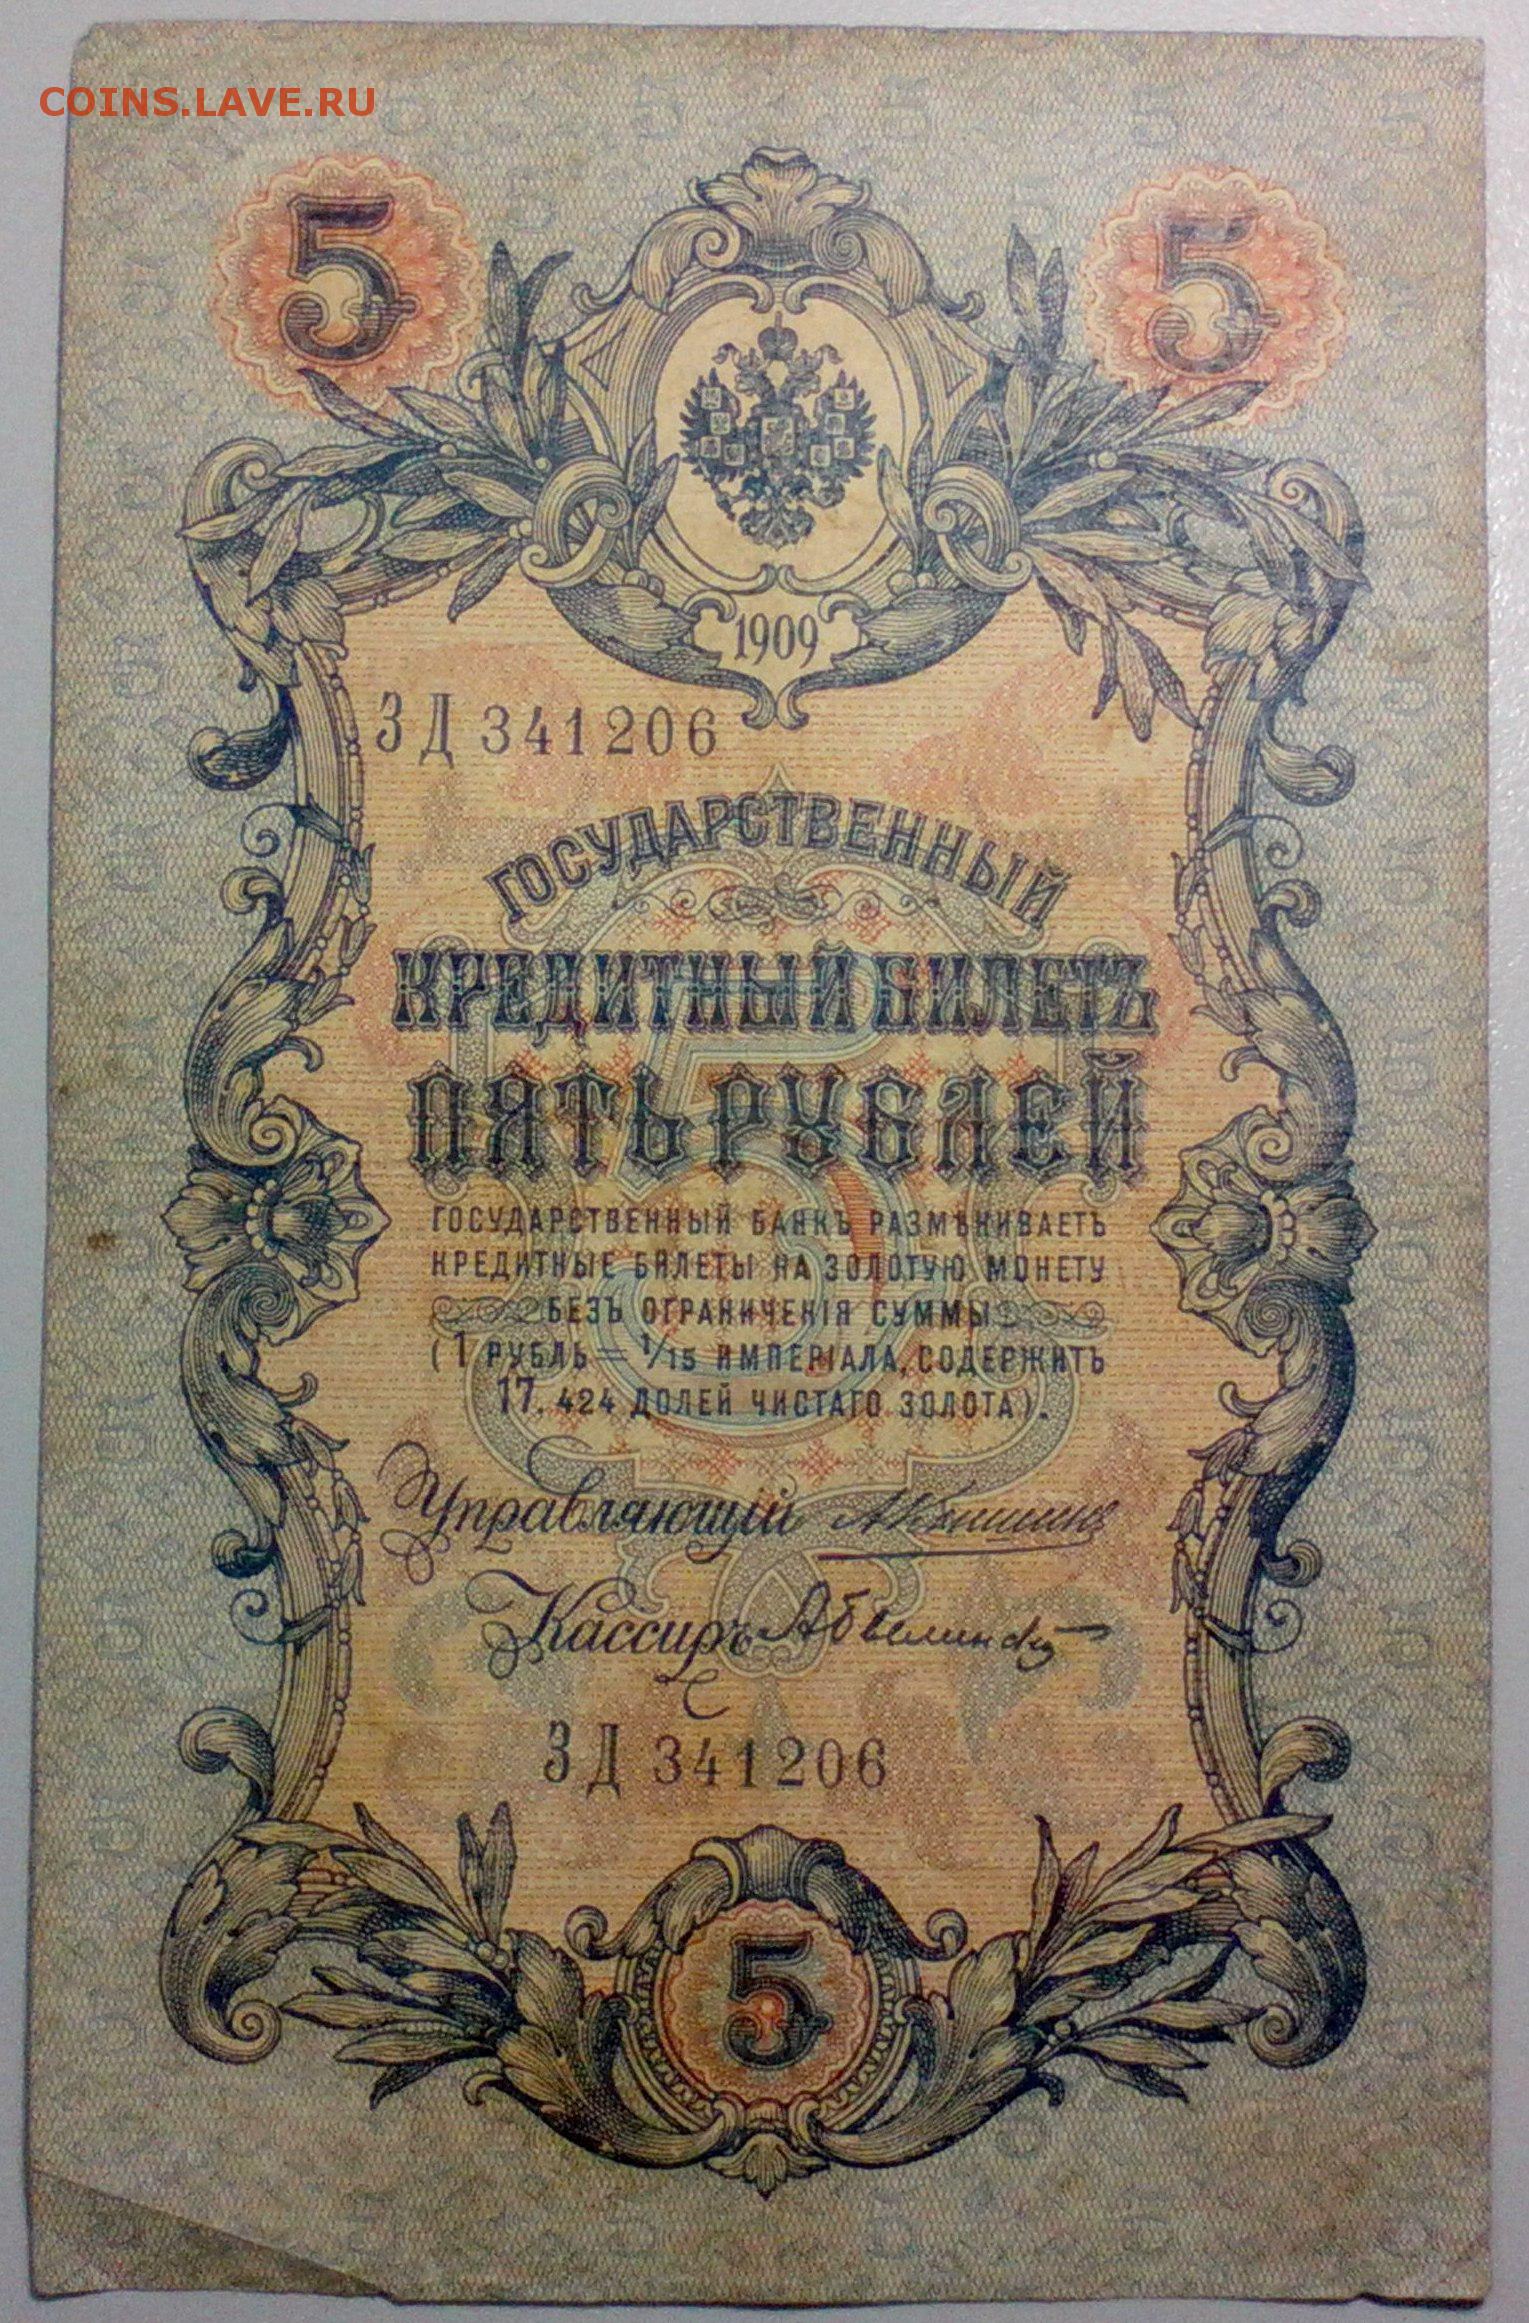 COINS.LAVE.RU
5 5
1909
ЗД 341206
ГОСУДАРСТВЕННЫЙ
КРЕДИТНЫЙ БИЛЕТЪ
ПЯТЬ РУБЛЕЙ
ГОСУДАРСТВЕННЫЙ БАНКЪ РАЗМѢНИВАЕТЪ
КРЕДИТНЫЕ БИЛЕТЫ НА ЗОЛОТУЮ МОНЕТУ
БЕЗЪ ОГРАНИЧЕНІЯ СУММЫ
(1 РУБЛЬ = 1/15 ИМПЕРІАЛА, СОДЕРЖИТЪ
17.424 ДОЛЕЙ ЧИСТАГО ЗОЛОТА).
Управляющій
Кассиръ
ЗД 341206
5